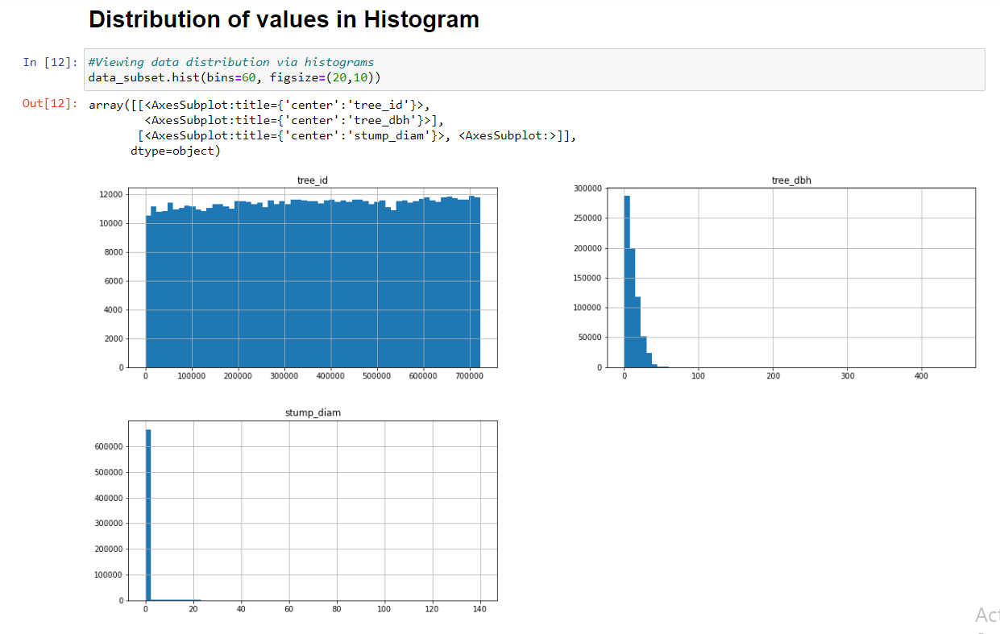 Distribution of values in Histogram
In [12]: #Viewing data distribution via histograms
data_subset.hist(bins=60, figsize=(20,10))
Out[12]: array([[<AxesSubplot:title={'center':'tree_id'}>,
<AxesSubplot:title={'center':'tree_dbh'}>],
[<AxesSubplot:title={'center':'stump_diam'}>, <AxesSubplot:>]],
dtype=object)
tree_id
12000
10000
8000
6000
4000
2000
0
0 100000 200000 300000 400000 500000 600000 700000
tree_dbh
300000
250000
200000
150000
100000
50000
0
0 100 200 300 400
stump_diam
600000
500000
400000
300000
200000
100000
0
0 20 40 60 80 100 120 140